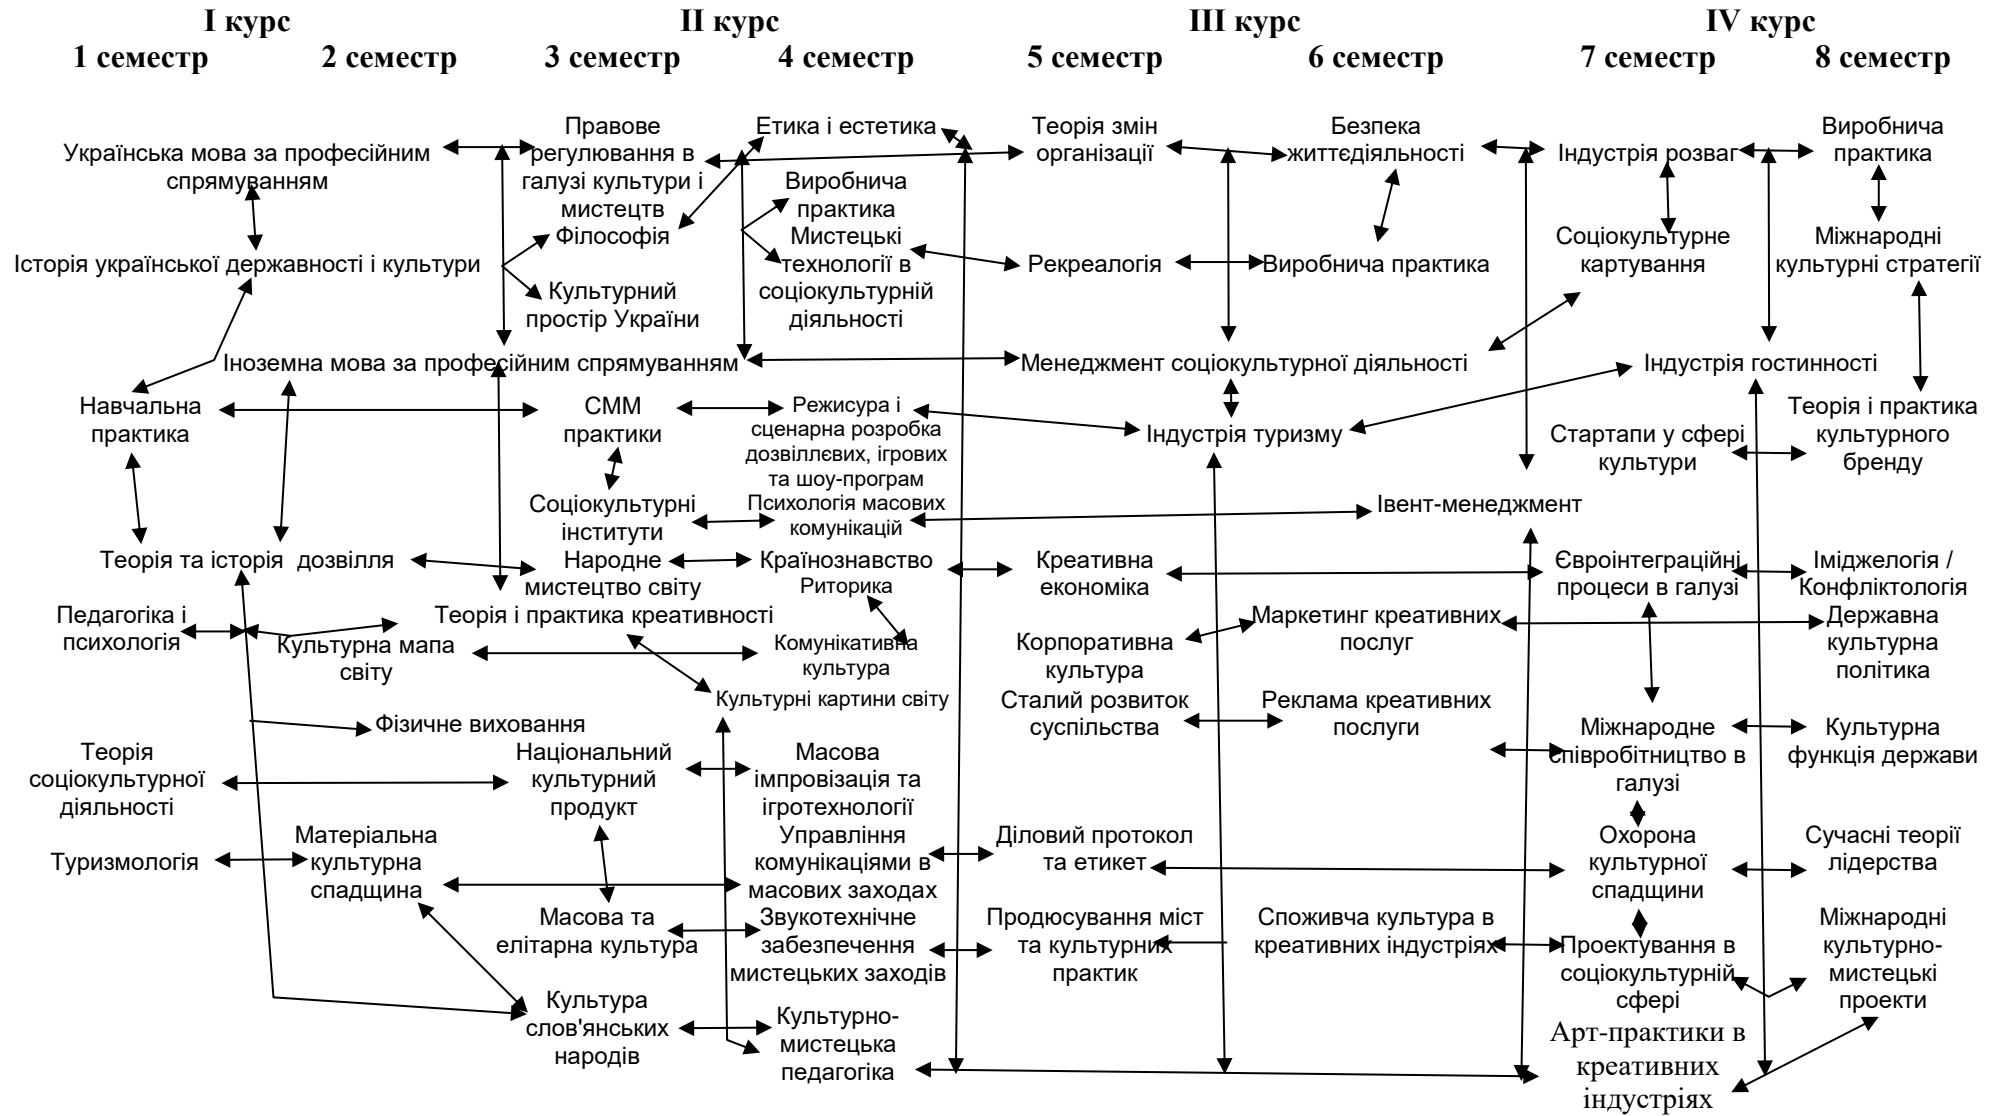 I курс
II курс
III курс
IV курс
1 семестр
2 семестр
3 семестр
4 семестр
5 семестр
6 семестр
7 семестр
8 семестр
Українська мова за професійним
спрямуванням
Історія української державності і культури
Іноземна мова за професійним спрямуванням
Навчальна
практика
Теорія та історія дозвілля
Педагогіка і
психологія
Культурна мапа
світу
Фізичне виховання
Теорія
соціокультурної
діяльності
Туризмологія
Матеріальна
культурна
спадщина
Правове
регулювання в
галузі культури і
мистецтв
Філософія
Культурний
простір України
СММ
практики
Соціокультурні
інститути
Народне
мистецтво світу
Теорія і практика креативності
Національний
культурний
продукт
Масова та
елітарна культура
Культура
слов'янських
народів
Етика і естетика
Виробнича
практика
Мистецькі
технології в
соціокультурній
діяльності
Режисура і
сценарна розробка
дозвіллєвих, ігрових
та шоу-програм
Психологія масових
комунікацій
Країнознавство
Риторика
Комунікативна
культура
Культурні картини світу
Масова
імпровізація та
ігротехнології
Управління
комунікаціями в
масових заходах
Звукотехнічне
забезпечення
мистецьких заходів
Культурно-
мистецька
педагогіка
Теорія змін
організації
Рекреалогія
Менеджмент соціокультурної діяльності
Індустрія туризму
Креативна
економіка
Корпоративна
культура
Сталий розвиток
суспільства
Діловий протокол
та етикет
Продюсування міст
та культурних
практик
Безпека
життєдіяльності
Виробнича практика
Івент-менеджмент
Маркетинг креативних
послуг
Реклама креативних
послуги
Споживча культура в
креативних індустріях
Індустрія розваг
Соціокультурне
картування
Індустрія гостинності
Стартапи у сфері
культури
Євроінтеграційні
процеси в галузі
Міжнародне
співробітництво в
галузі
Охорона
культурної
спадщини
Проектування в
соціокультурній
сфері
Арт-практики в
креативних
індустріях
Виробнича
практика
Міжнародні
культурні стратегії
Теорія і практика
культурного
бренду
Іміджелогія /
Конфліктологія
Державна
культурна
політика
Культурна
функція держави
Сучасні теорії
лідерства
Міжнародні
культурно-
мистецькі
проекти